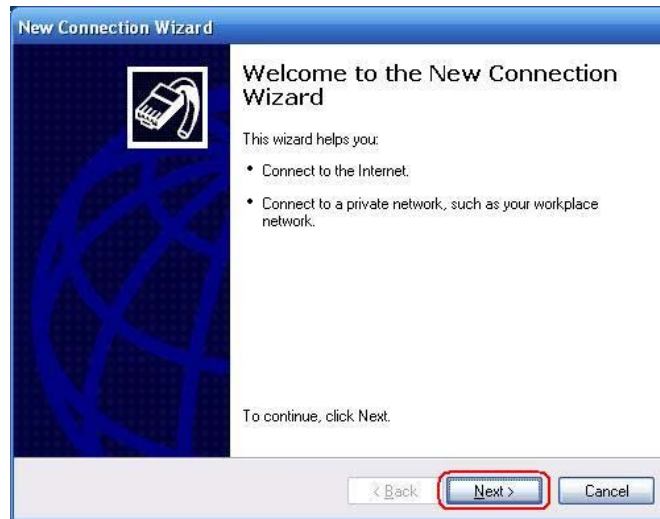 New Connection Wizard
Welcome to the New Connection
Wizard
This wizard helps you:
• Connect to the Internet.
• Connect to a private network, such as your workplace
network.
To continue, click Next.
< Back
Next >
Cancel